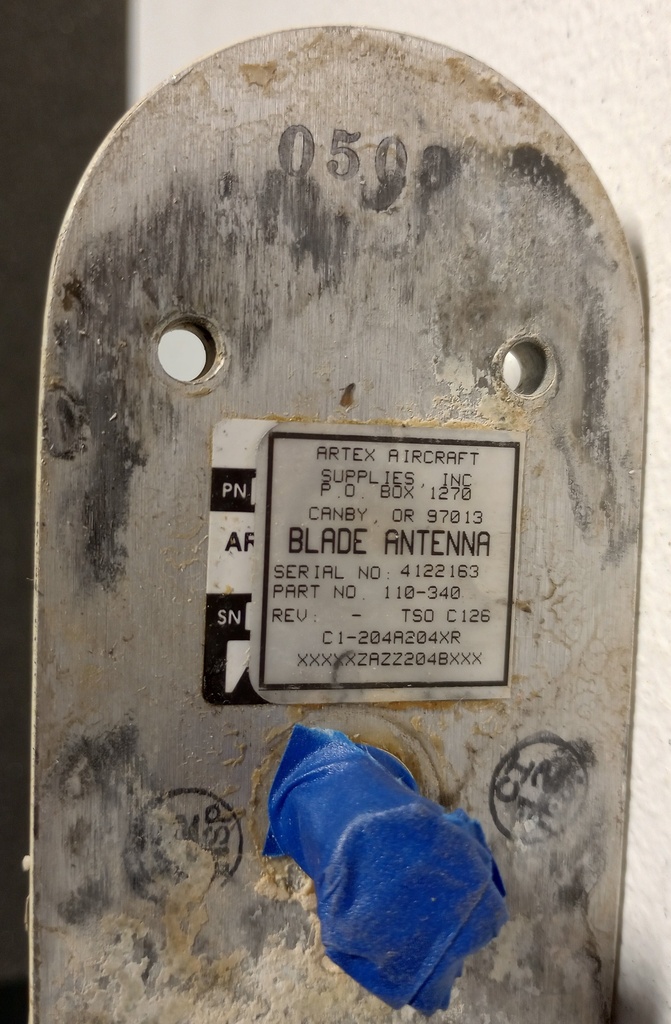 050
ARTEX AIRCRAFT
SUPPLIES, INC
P.O. BOX 1270
CANBY, OR 97013
BLADE ANTENNA
SERIAL NO: 4122163
PART NO. 110-340
REV: - TSO C126
C1-204A204XR
XXXXXZAZZ204BXXX
PN
AR
SN